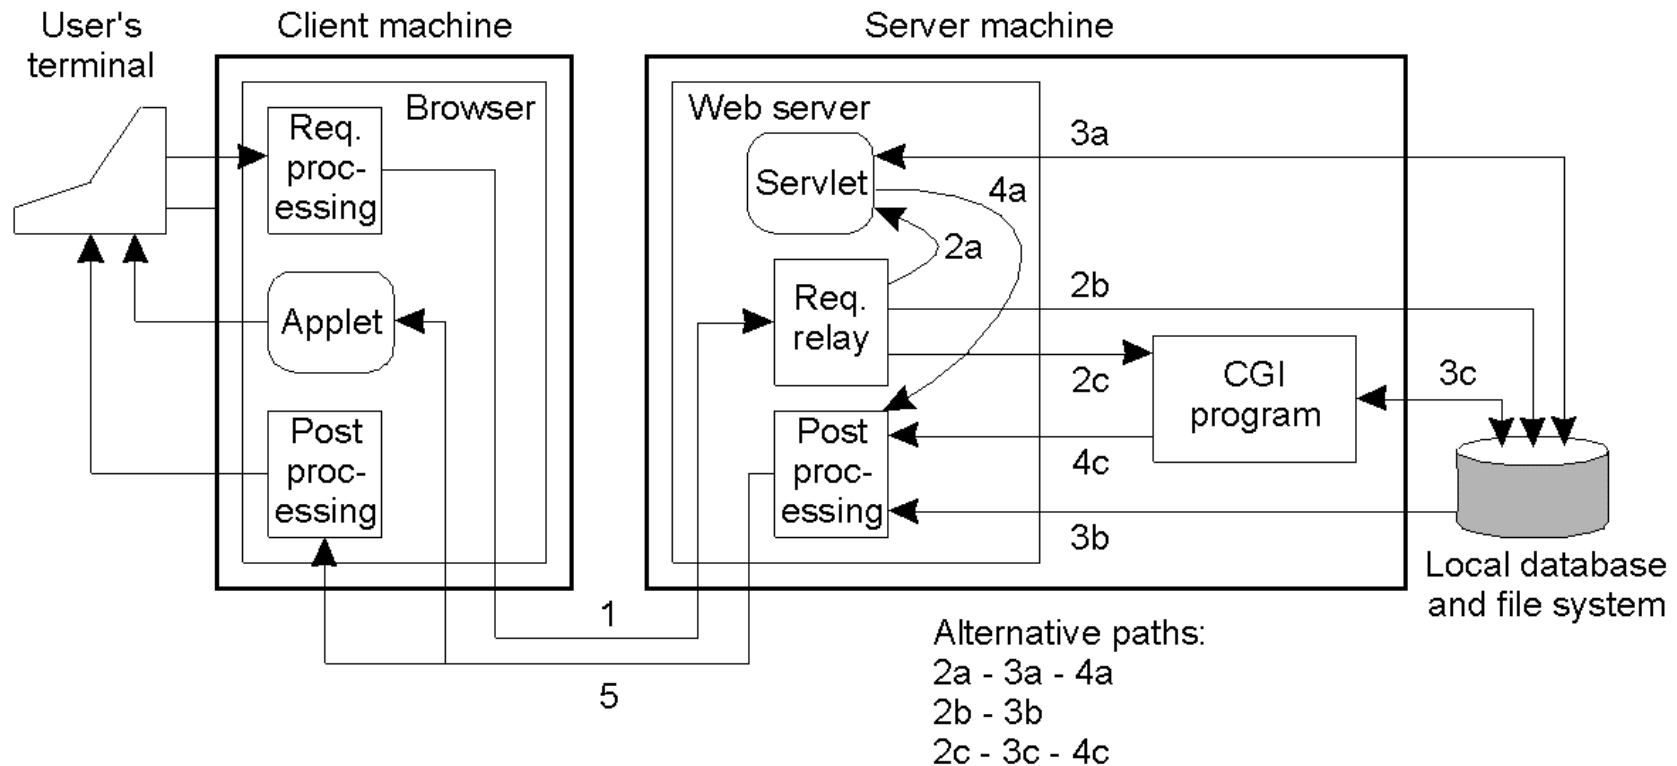 User's
terminal
Client machine
Server machine
Browser
Req.
proc-
essing
Applet
Post
proc-
essing
Web server
Servlet
Req.
relay
Post
proc-
essing
3a
4a
2a
2b
2c
CGI
program
3c
4c
3b
Local database
and file system
1
5
Alternative paths:
2a - 3a - 4a
2b - 3b
2c - 3c - 4c